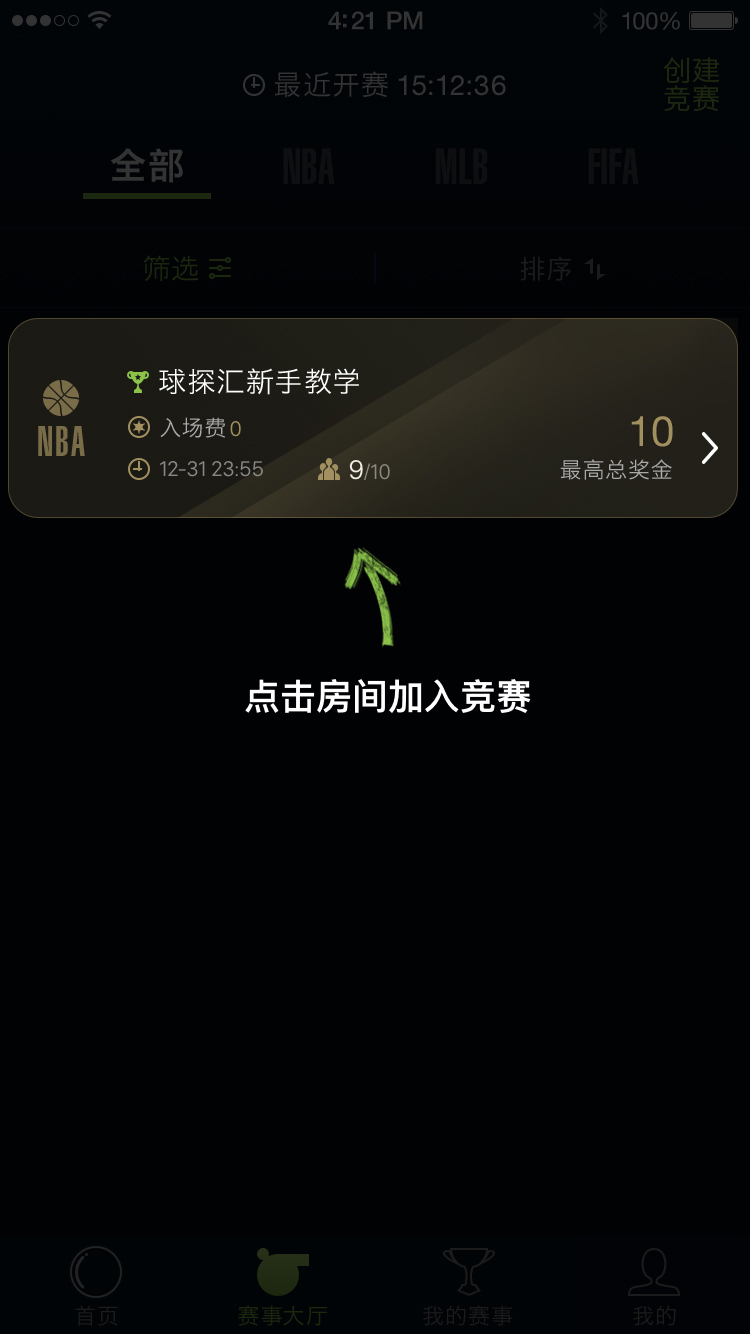 4:21 PM 100%
最近开赛 15:12:36
创建
竞赛
全部 NBA MLB FIFA
筛选 排序
球探汇新手教学
入场费0
NBA
10
12-31 23:55 9/10 最高总奖金
点击房间加入竞赛
首页 赛事大厅 我的赛事 我的